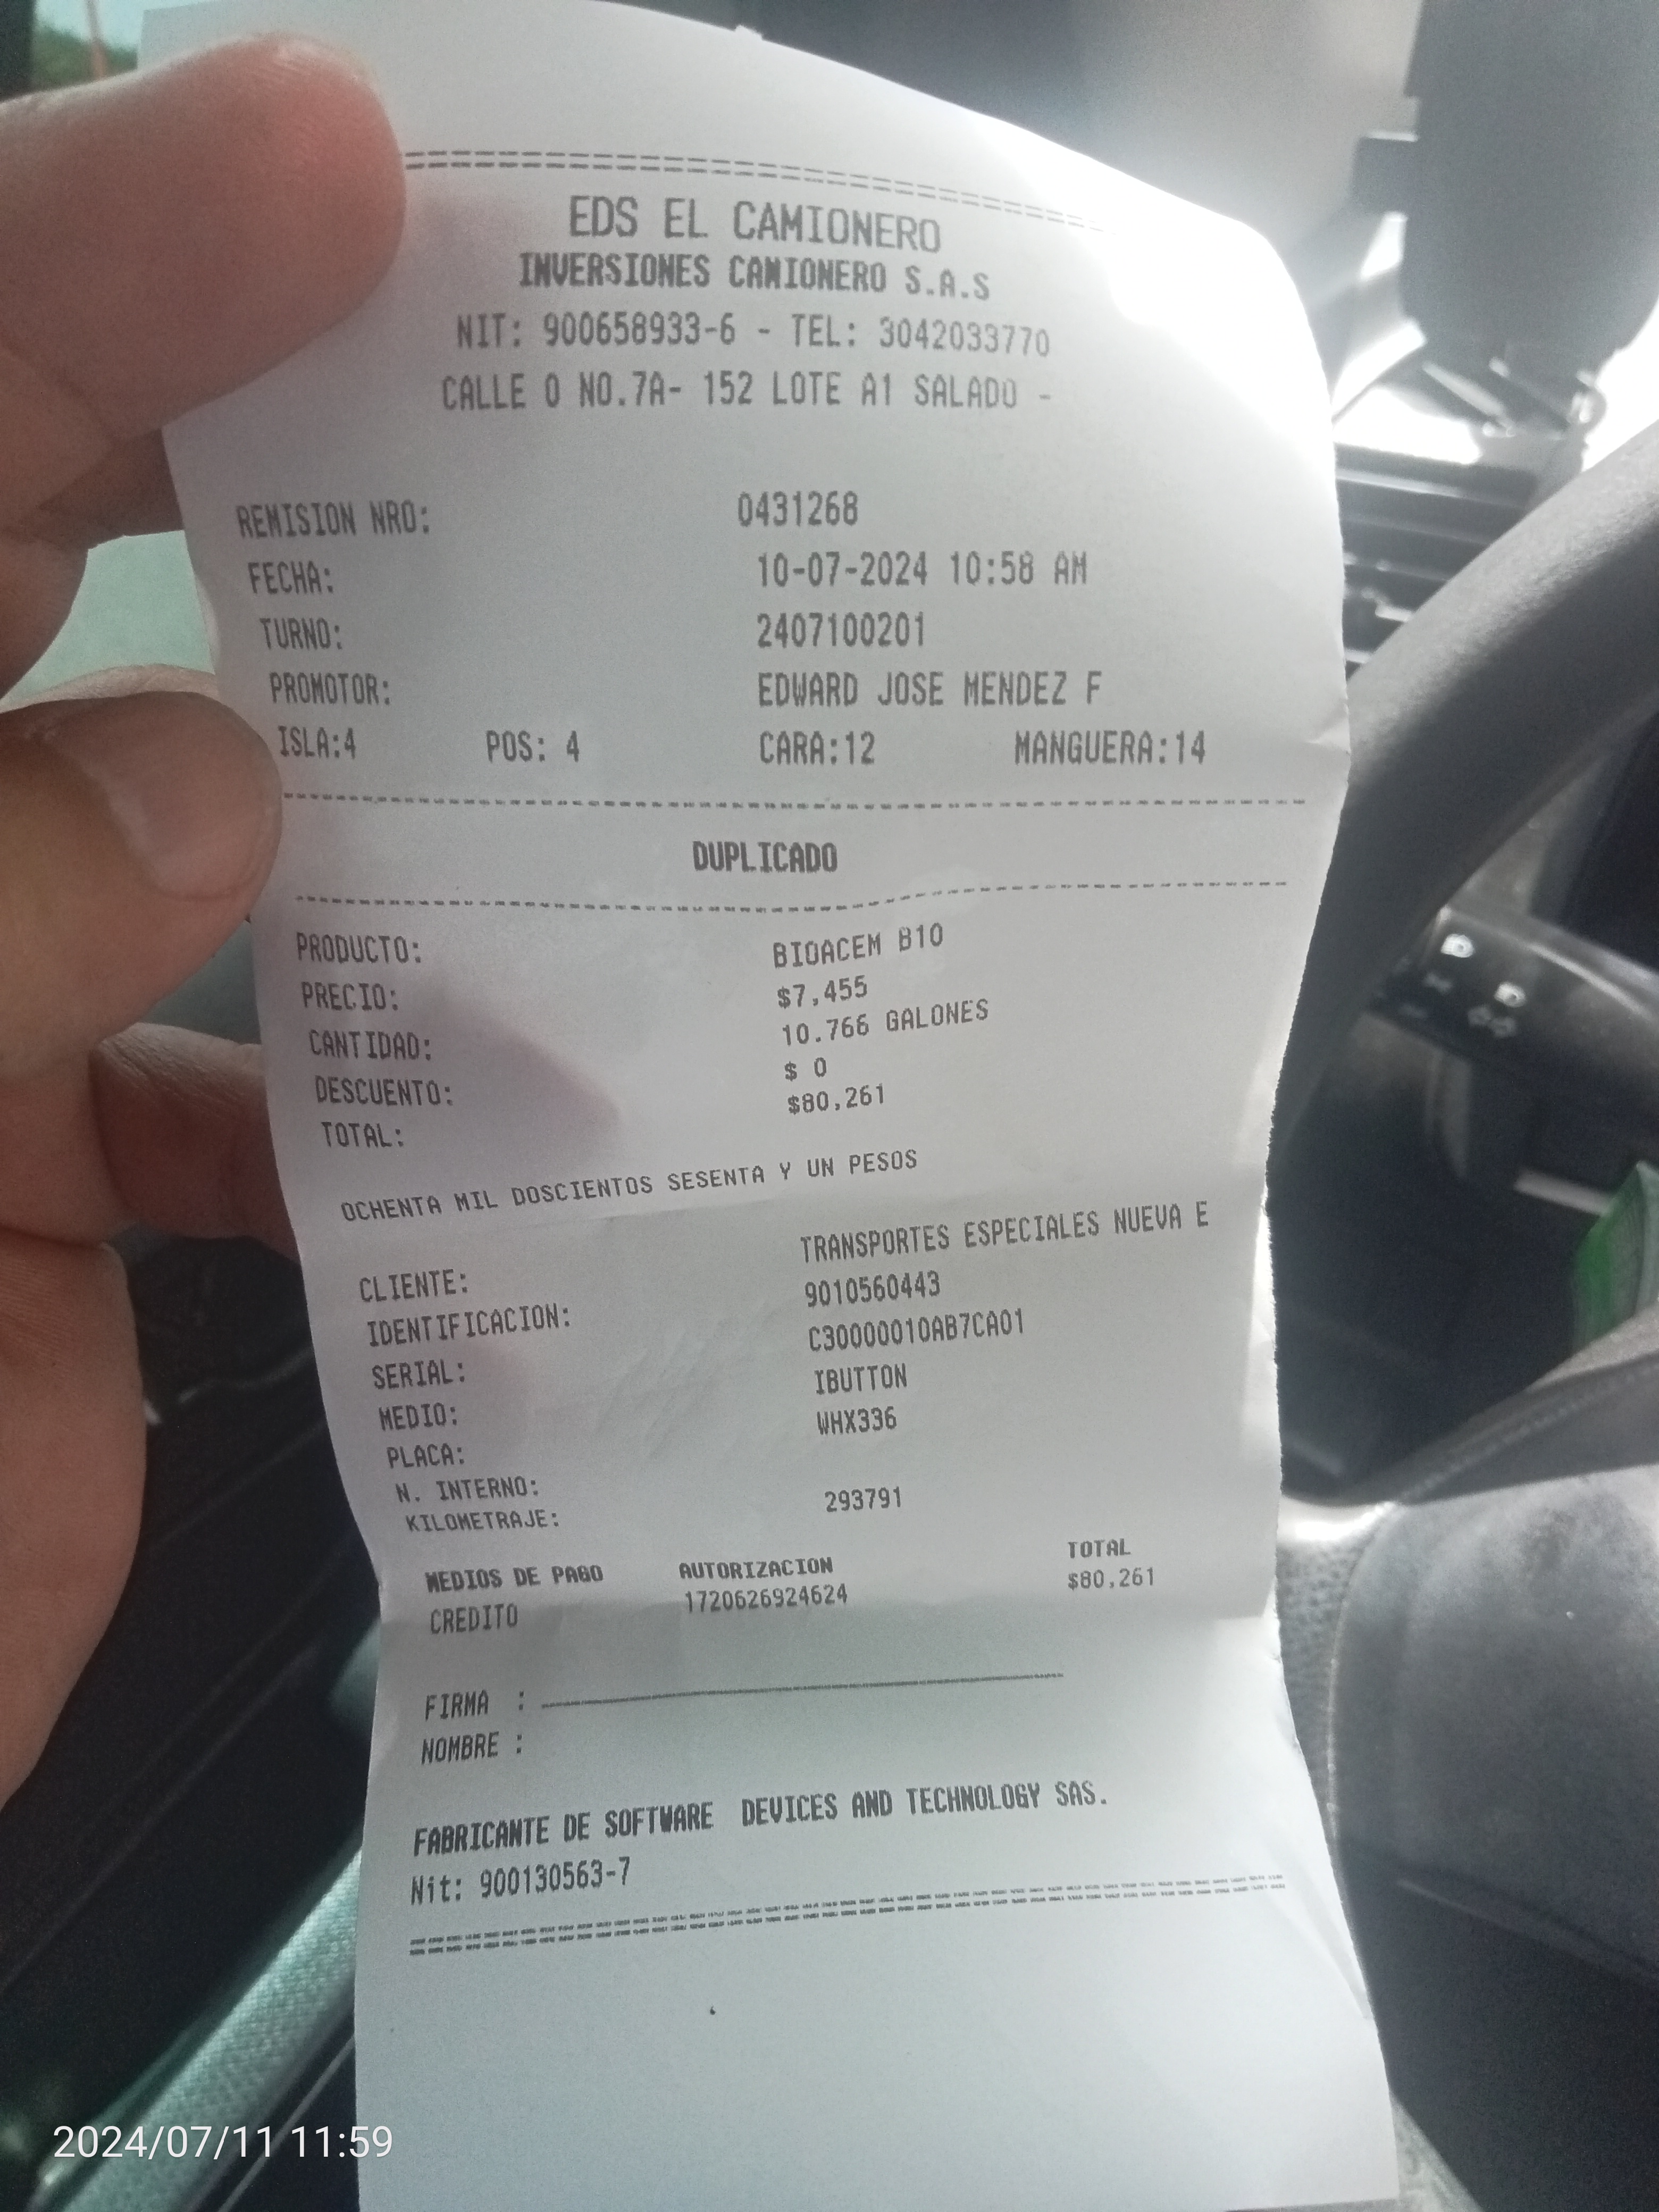 EDS EL CAMIONERO
INVERSIONES CAMIONERO S.A.S
NIT: 900658933-6 - TEL: 3042033770
CALLE 0 NO.7A- 152 LOTE A1 SALADO -
REMISION NRO: 0431268
FECHA: 10-07-2024 10:58 AM
TURNO: 2407100201
PROMOTOR: EDWARD JOSE MENDEZ F
ISLA:4 POS: 4 CARA:12 MANGUERA:14
DUPLICADO
PRODUCTO: BIOACEM B10
PRECIO: $7,455
CANTIDAD: 10.766 GALONES
DESCUENTO: $ 0
TOTAL: $80,261
OCHENTA MIL DOSCIENTOS SESENTA Y UN PESOS
CLIENTE: TRANSPORTES ESPECIALES NUEVA E
IDENTIFICACION: 9010560443
SERIAL: C30000010AB7CA01
MEDIO: IBUTTON
PLACA: WHX336
N. INTERNO:
KILOMETRAJE: 293791
MEDIOS DE PAGO AUTORIZACION TOTAL
CREDITO 1720626924624 $80,261
FIRMA :
NOMBRE :
FABRICANTE DE SOFTWARE DEVICES AND TECHNOLOGY SAS.
Nit: 900130563-7
2024/07/11 11:59